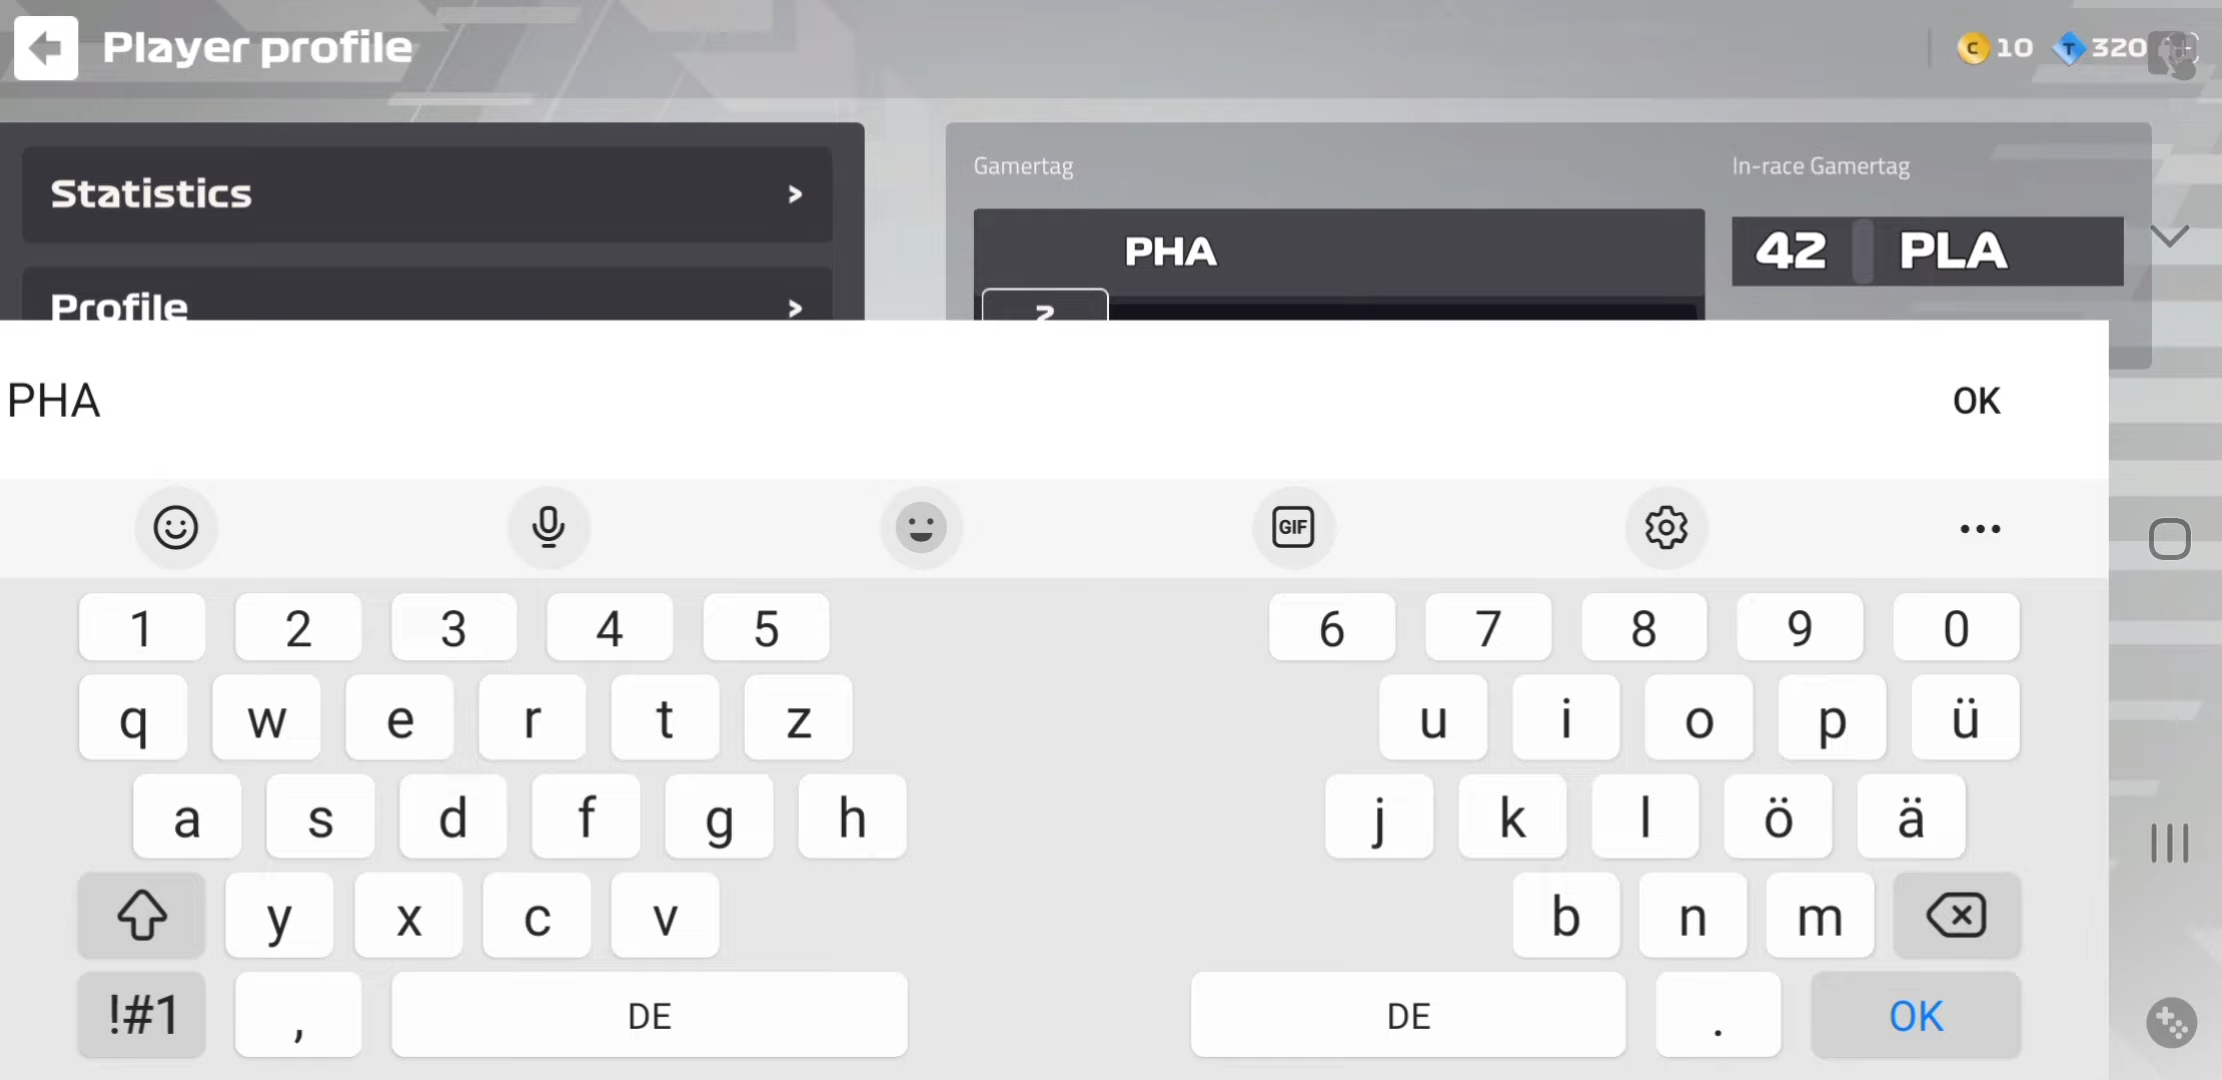 Player profile
C 10 T 320
Statistics >
Profile >
Gamertag
PHA
2
In-race Gamertag
42 PLA
PHA OK
GIF
1 2 3 4 5 6 7 8 9 0
q w e r t z u i o p ü
a s d f g h j k l ö ä
y x c v b n m
!#1 , DE DE . OK